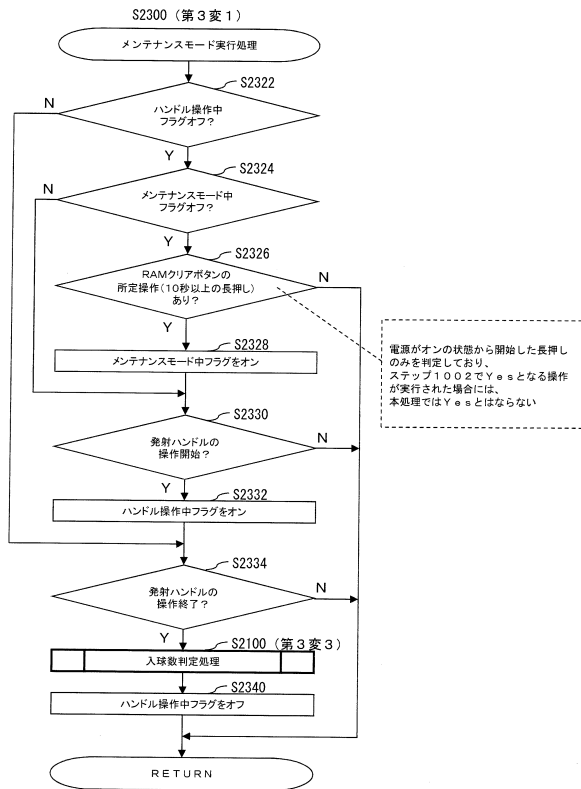 S2300（第３変１）
メンテナンスモード実行処理
S2322
N
ハンドル操作中
フラグオフ？
Y
S2324
N
メンテナンスモード中
フラグオフ？
Y
S2326
N
RAMクリアボタンの
所定操作（10秒以上の長押し）
あり？
Y
S2328
メンテナンスモード中フラグをオン
電源がオンの状態から開始した長押し
のみを判定しており、
ステップ１００２でＹｅｓとなる操作
が実行された場合には、
本処理ではＹｅｓとはならない
S2330
N
発射ハンドルの
操作開始？
Y
S2332
ハンドル操作中フラグをオン
S2334
N
発射ハンドルの
操作終了？
Y
S2100（第３変３）
入球数判定処理
S2340
ハンドル操作中フラグをオフ
ＲＥＴＵＲＮ